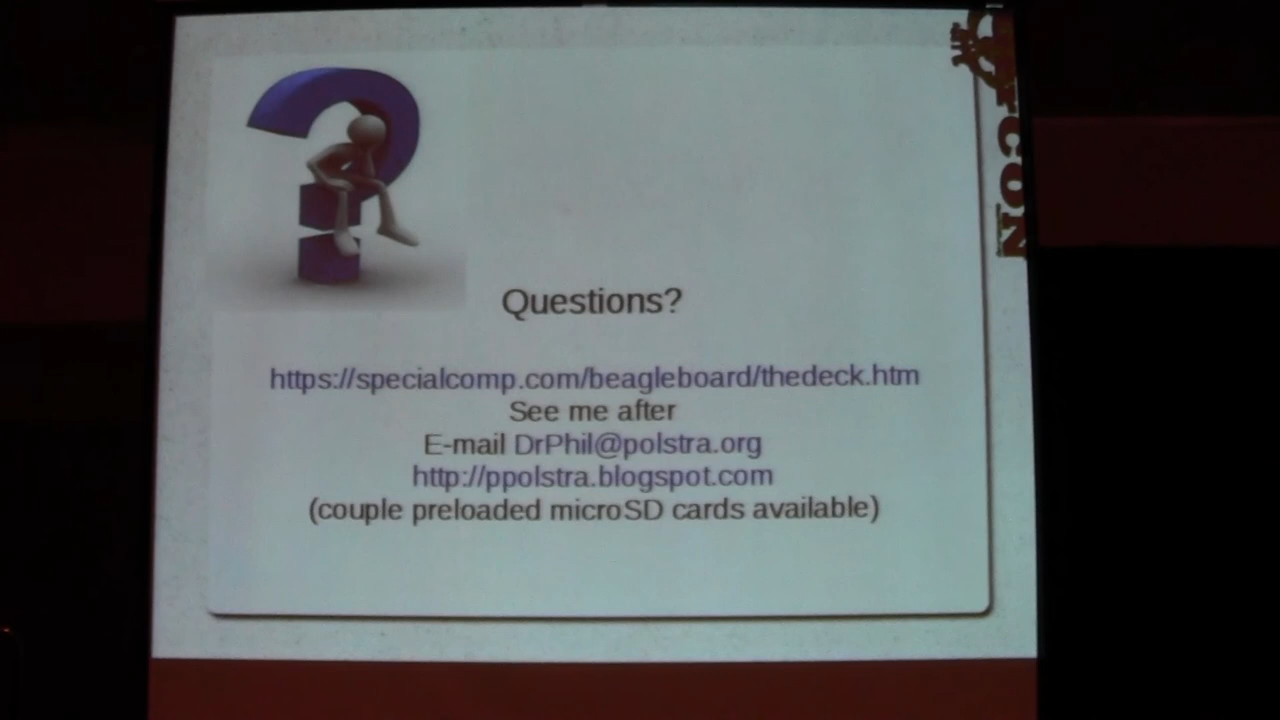 Questions?
https://specialcomp.com/beagleboard/thedeck.htm
See me after
E-mail DrPhil@polstra.org
http://ppolstra.blogspot.com
(couple preloaded microSD cards available)